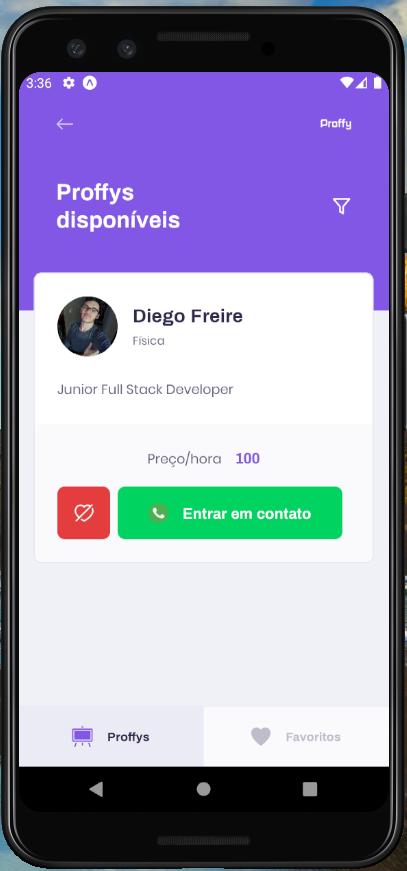 3:36
Proffy
Proffys
disponíveis
Diego Freire
Física
Junior Full Stack Developer
Preço/hora 100
Entrar em contato
Proffys
Favoritos